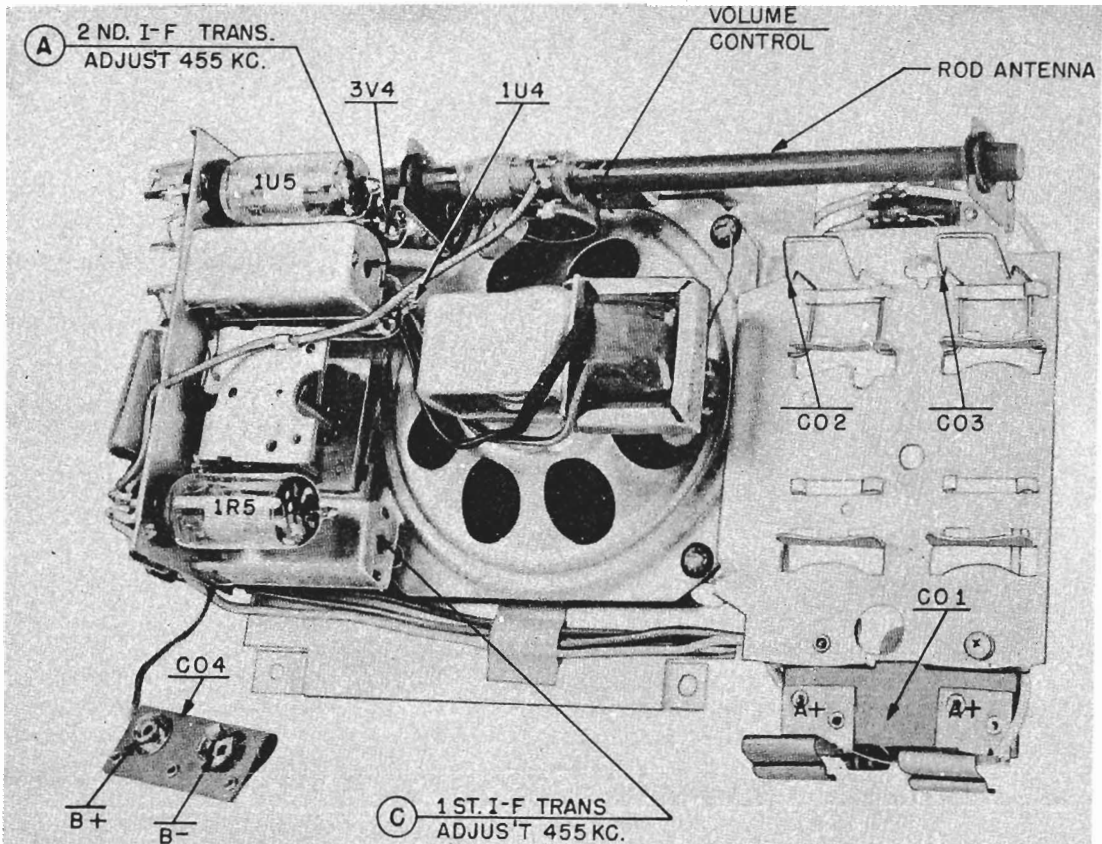 A
2 ND. I-F TRANS.
ADJUST 455 KC.
VOLUME
CONTROL
ROD ANTENNA
3V4
1U4
1U5
CO2
CO3
1R5
CO1
CO4
A+
A+
B+
B-
C
1 ST. I-F TRANS
ADJUS'T 455 KC.